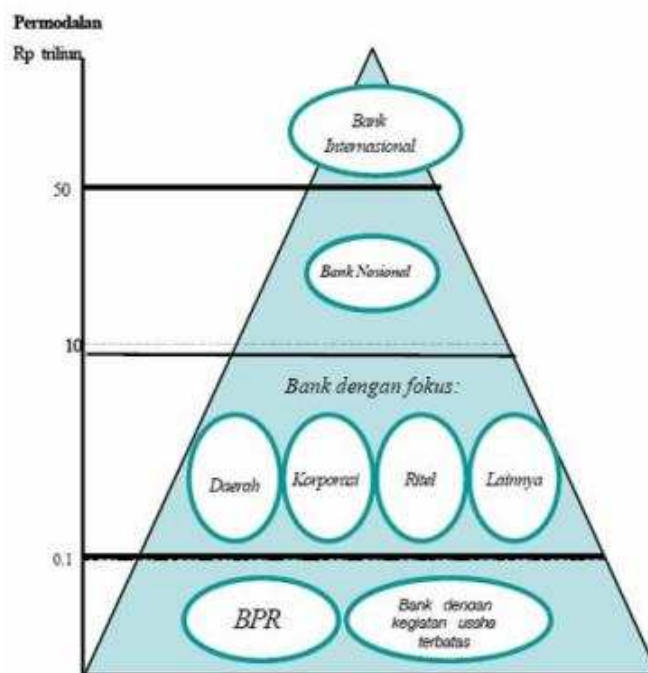 Permodalan
Rp triliun
Bank
Internasional
50
Bank Nasional
10
Bank dengan fokus:
Daerah
Korporasi
Ritel
Lainnya
0.1
BPR
Bank dengan
kegiatan usaha
terbatas